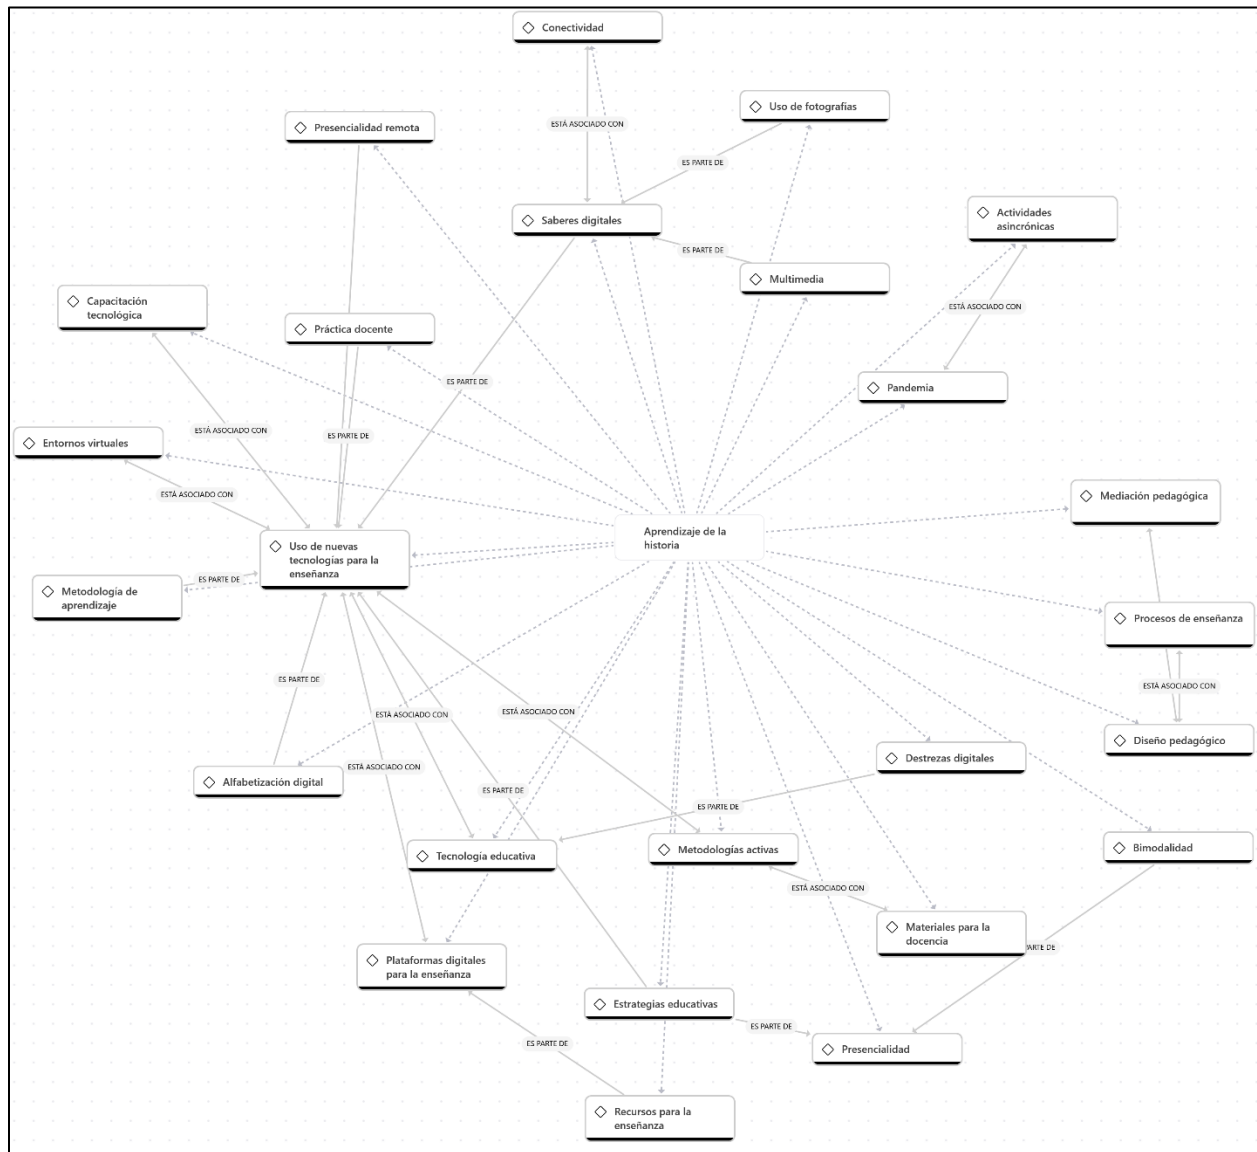 Conectividad
Uso de fotografias
Presencialidad remota
ESTÁ ASOCIADO CON
ES PARTE DE
Saberes digitales
Actividades
asincrónicas
ES PARTE DE
Multimedia
Capacitación
tecnológica
ESTÁ ASOCIADO CON
Práctica docente
ES PARTE DE
Pandemia
ESTÁ ASOCIADO CON
ES PARTE DE
Entornos virtuales
ESTÁ ASOCIADO CON
Mediación pedagógica
Aprendizaje de la
historia
Uso de nuevas
tecnologías para la
enseñanza
ES PARTE DE
Metodología de
aprendizaje
Procesos de enseñanza
ES PARTE DE
ESTÁ ASOCIADO CON
ESTÁ ASOCIADO CON
ESTÁ ASOCIADO CON
Diseño pedagógico
Destrezas digitales
ESTÁ ASOCIADO CON
Alfabetización digital
ES PARTE DE
ES PARTE DE
Tecnología educativa
Metodologías activas
Bimodalidad
ESTÁ ASOCIADO CON
Materiales para la
docencia
PARTE DE
Plataformas digitales
para la enseñanza
Estrategias educativas
ES PARTE DE
ES PARTE DE
Presencialidad
Recursos para la
enseñanza